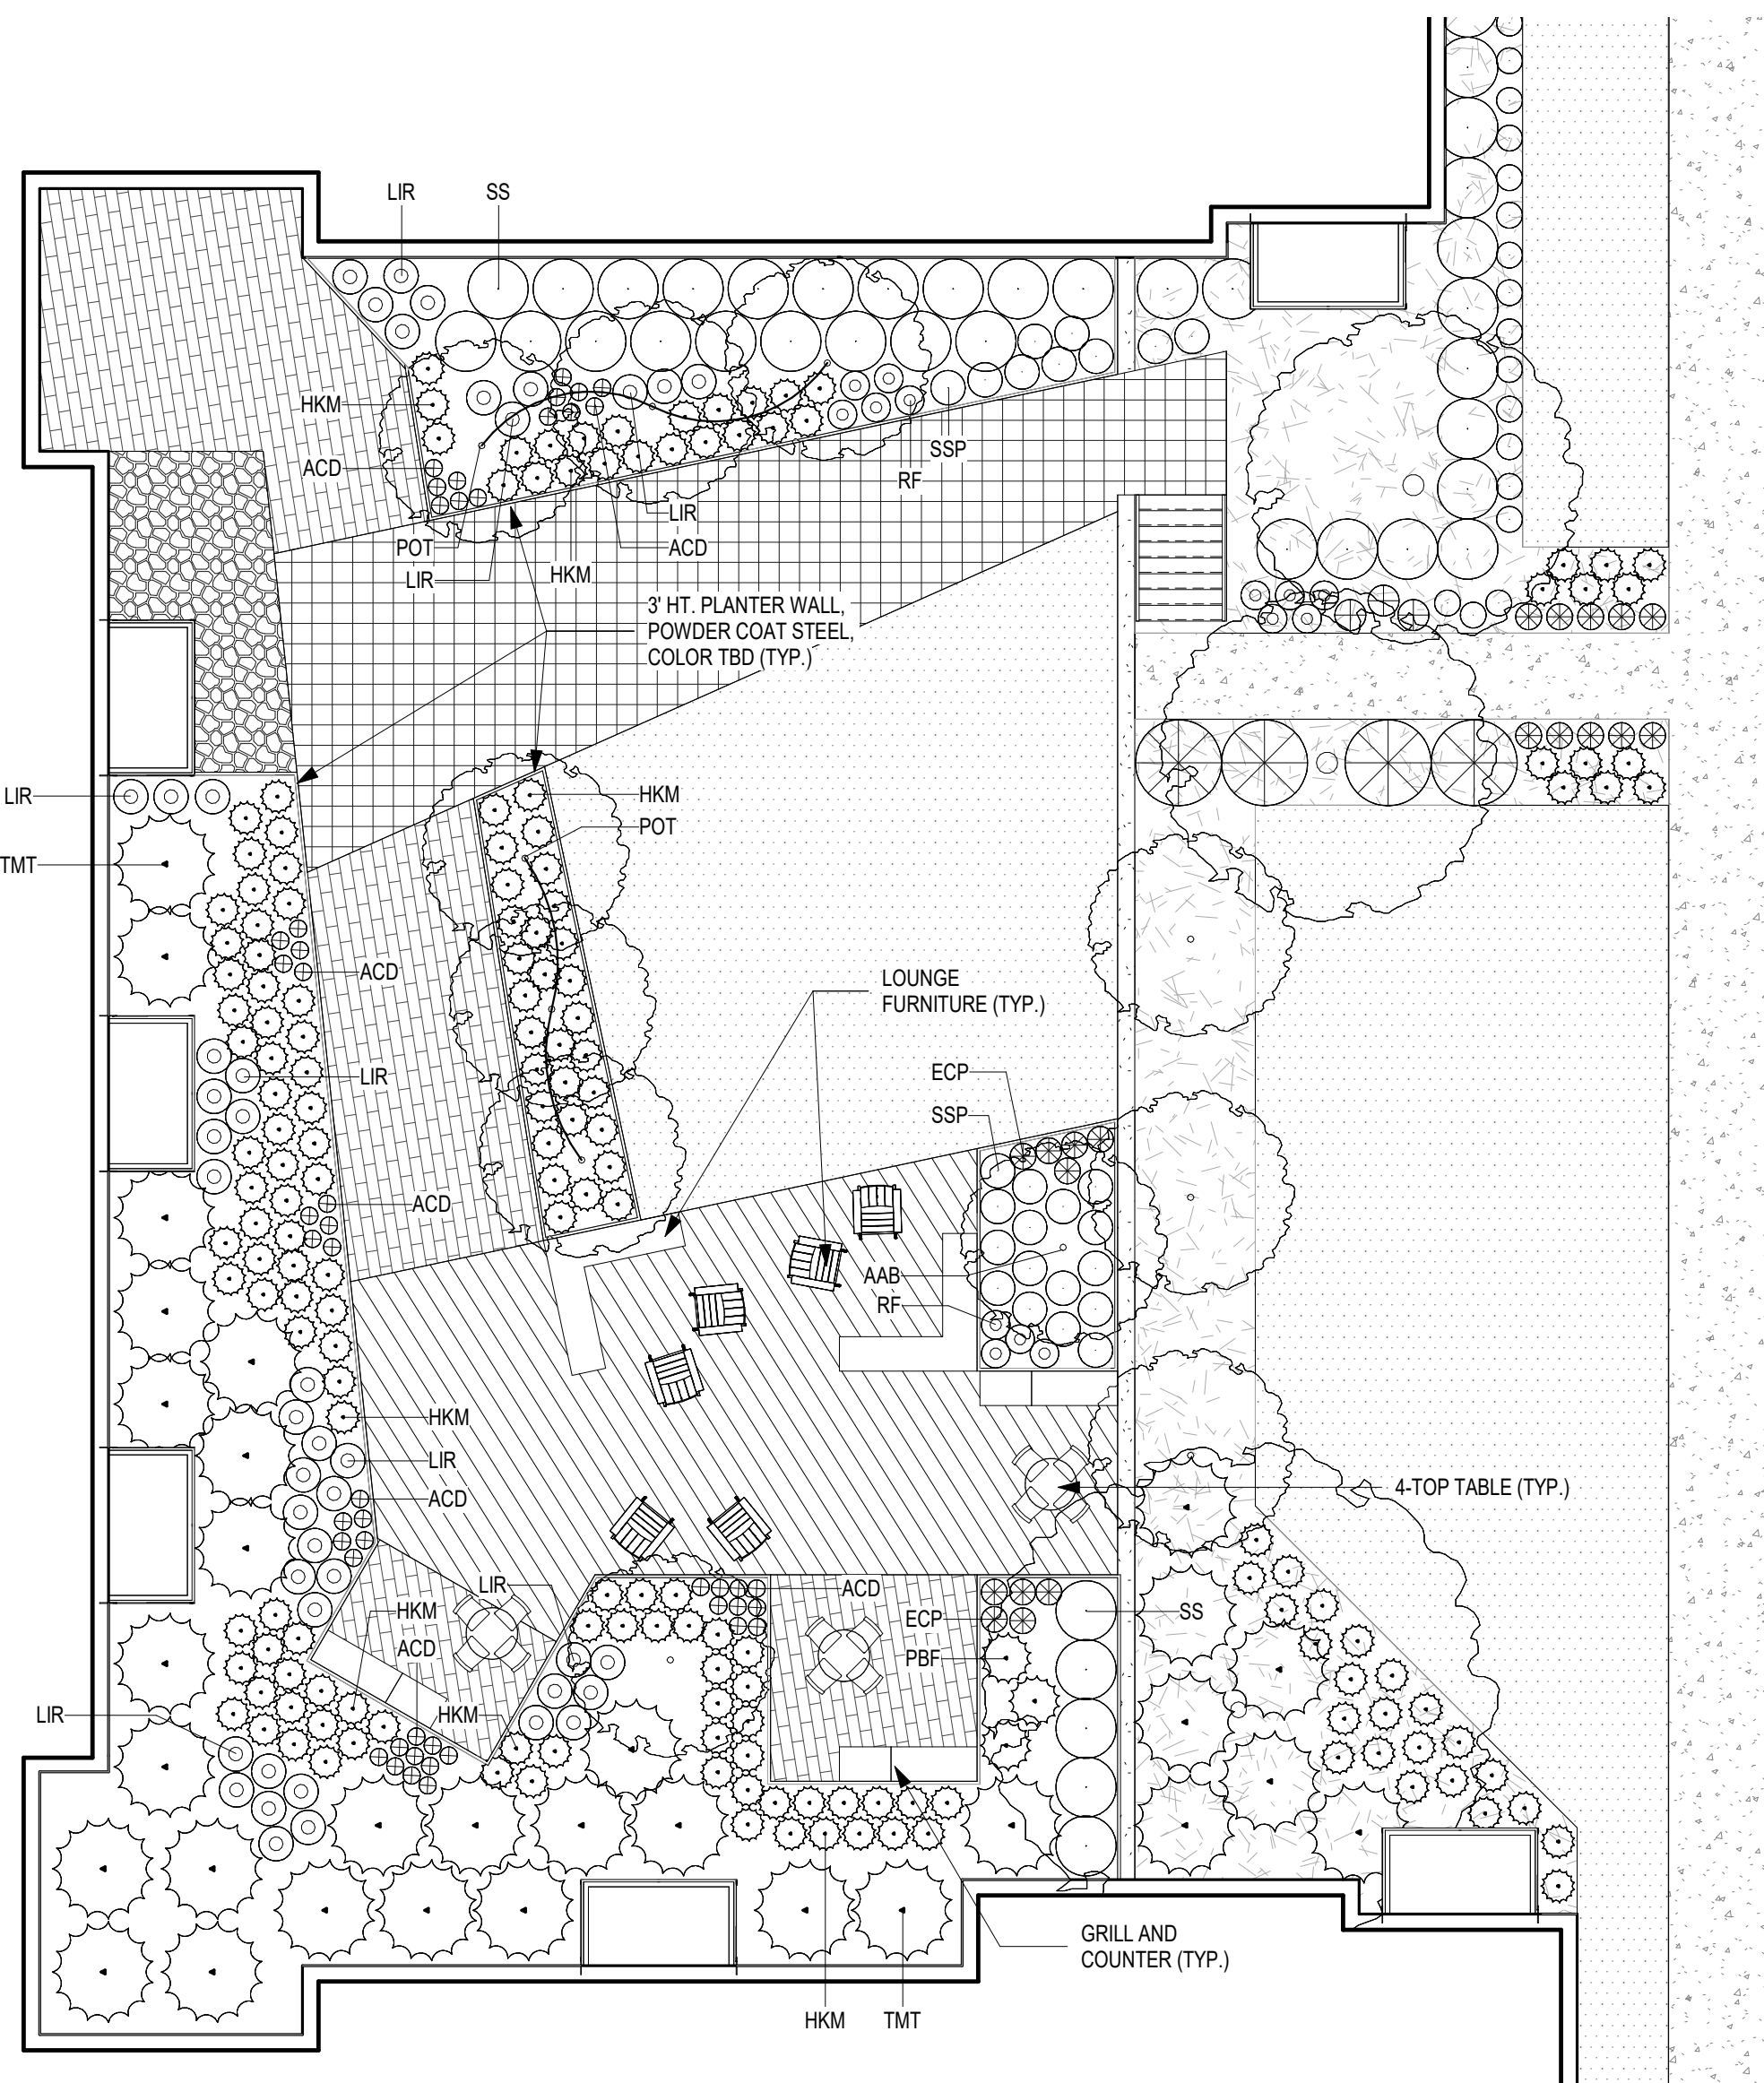 LIR
SS
HKM
ACD
SSP
RF
LIR
POT
ACD
LIR
HKM
3' HT. PLANTER WALL,
POWDER COAT STEEL,
COLOR TBD (TYP.)
LIR
HKM
POT
TMT
ACD
LOUNGE
FURNITURE (TYP.)
LIR
ECP
SSP
ACD
AAB
RF
HKM
LIR
ACD
4-TOP TABLE (TYP.)
LIR
ACD
HKM
ECP
SS
ACD
PBF
LIR
HKM
GRILL AND
COUNTER (TYP.)
HKM
TMT